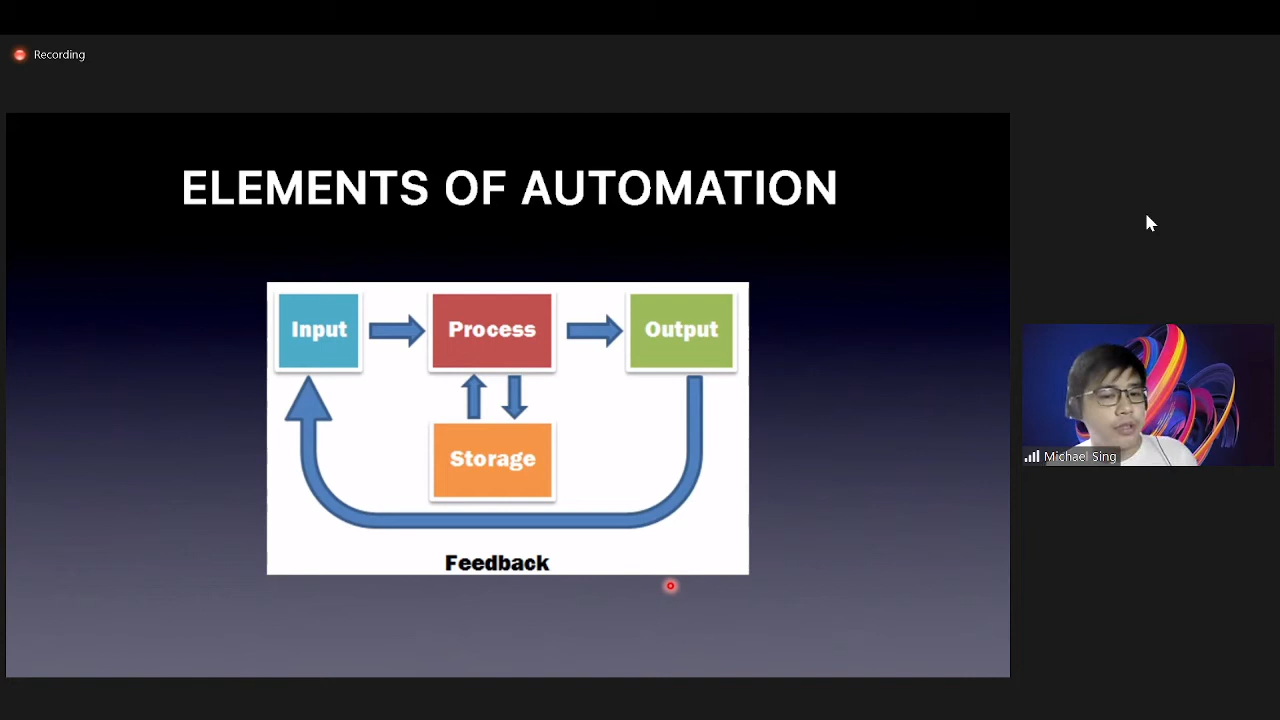 Recording
ELEMENTS OF AUTOMATION
Input
Process
Output
Storage
Feedback
Michael Sing